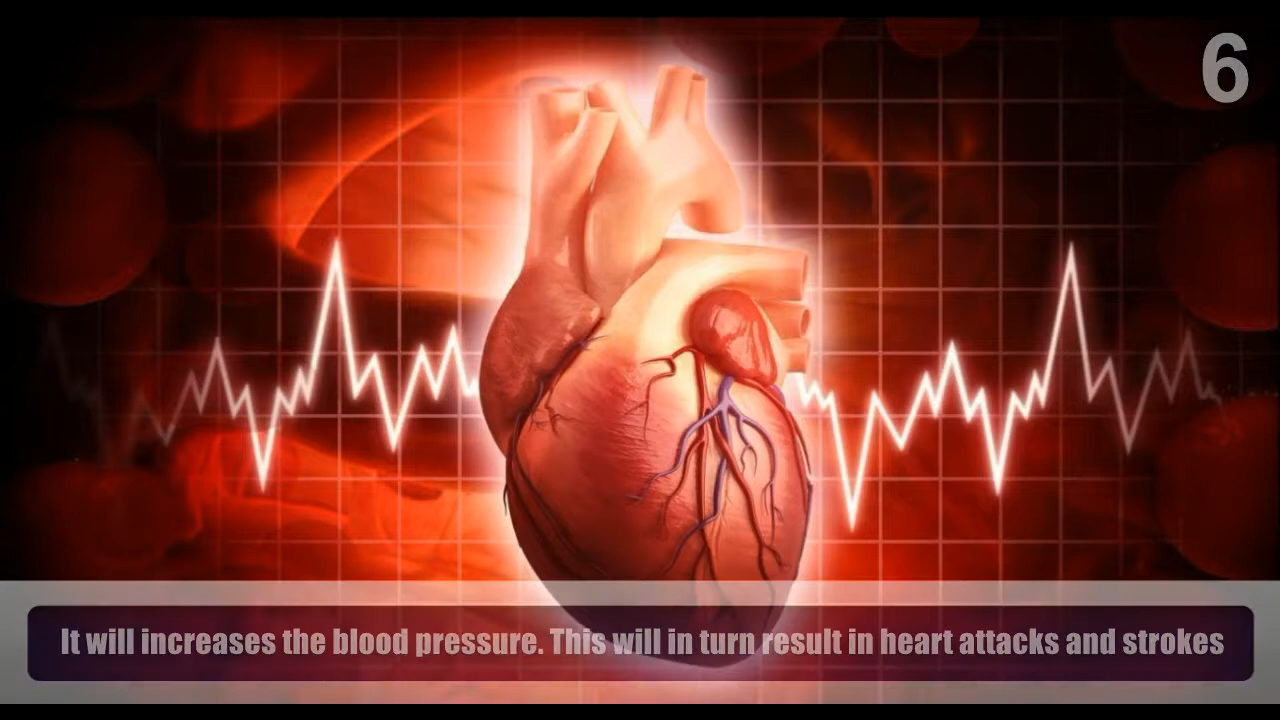 6
It will increases the blood pressure. This will in turn result in heart attacks and strokes